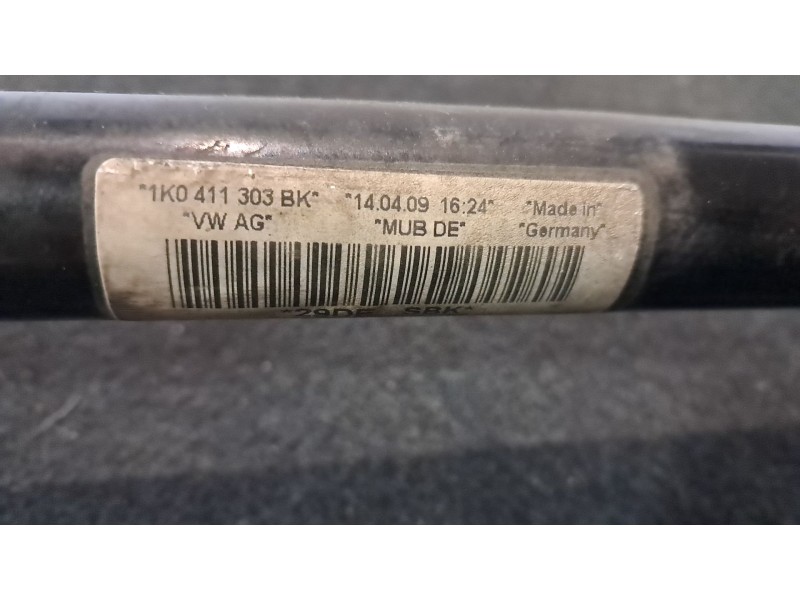 "1K0 411 303 BK" "14.04.09 16:24" "Made in"
"VW AG" "MUB DE" "Germany"